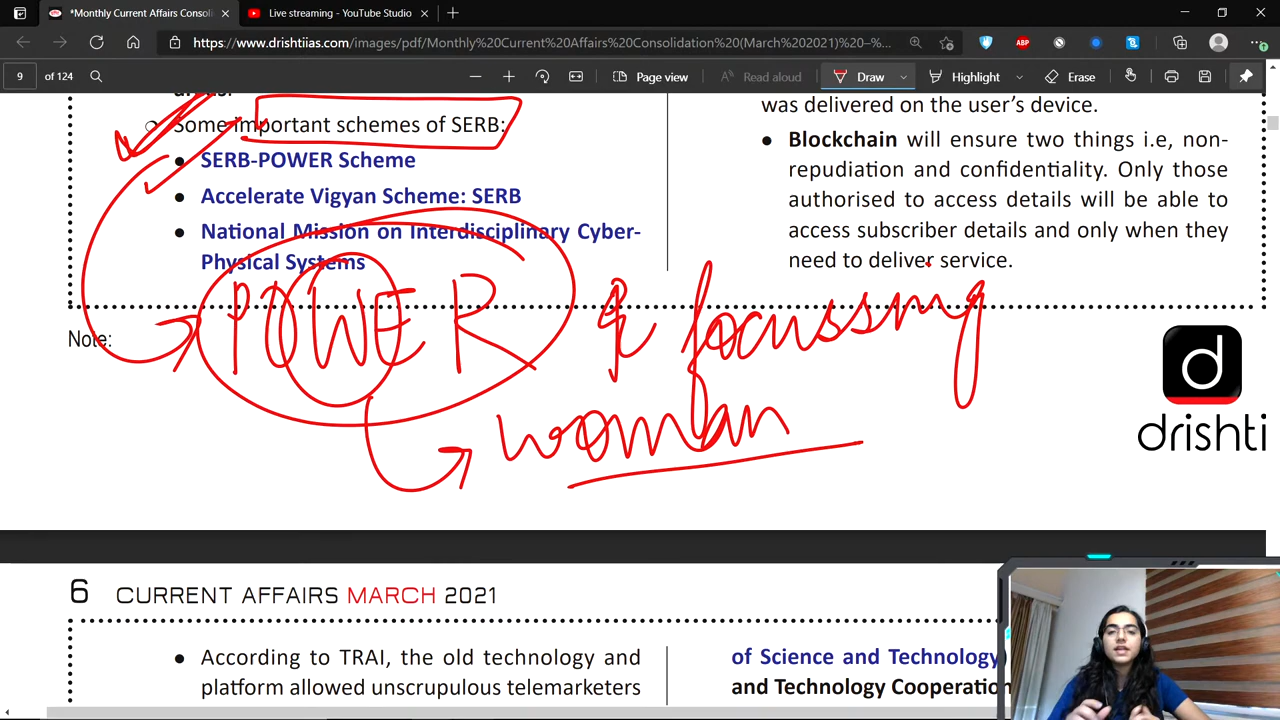 *Monthly Current Affairs Consoli
Live streaming - YouTube Studio
https://www.drishtiias.com/images/pdf/Monthly%20Current%20Affairs%20Consolidation%20(March%202021)%20–%...
ABP
9 of 124
Page view
Read aloud
Draw
Highlight
Erase
areas.
Some important schemes of SERB:
SERB-POWER Scheme
Accelerate Vigyan Scheme: SERB
National Mission on Interdisciplinary Cyber-
Physical Systems
was delivered on the user's device.
Blockchain will ensure two things i.e, non-
repudiation and confidentiality. Only those
authorised to access details will be able to
access subscriber details and only when they
need to deliver service.
Note:
POWER & focussing
woman
drishti
6 CURRENT AFFAIRS MARCH 2021
According to TRAI, the old technology and
platform allowed unscrupulous telemarketers
of Science and Technology)
and Technology Cooperation